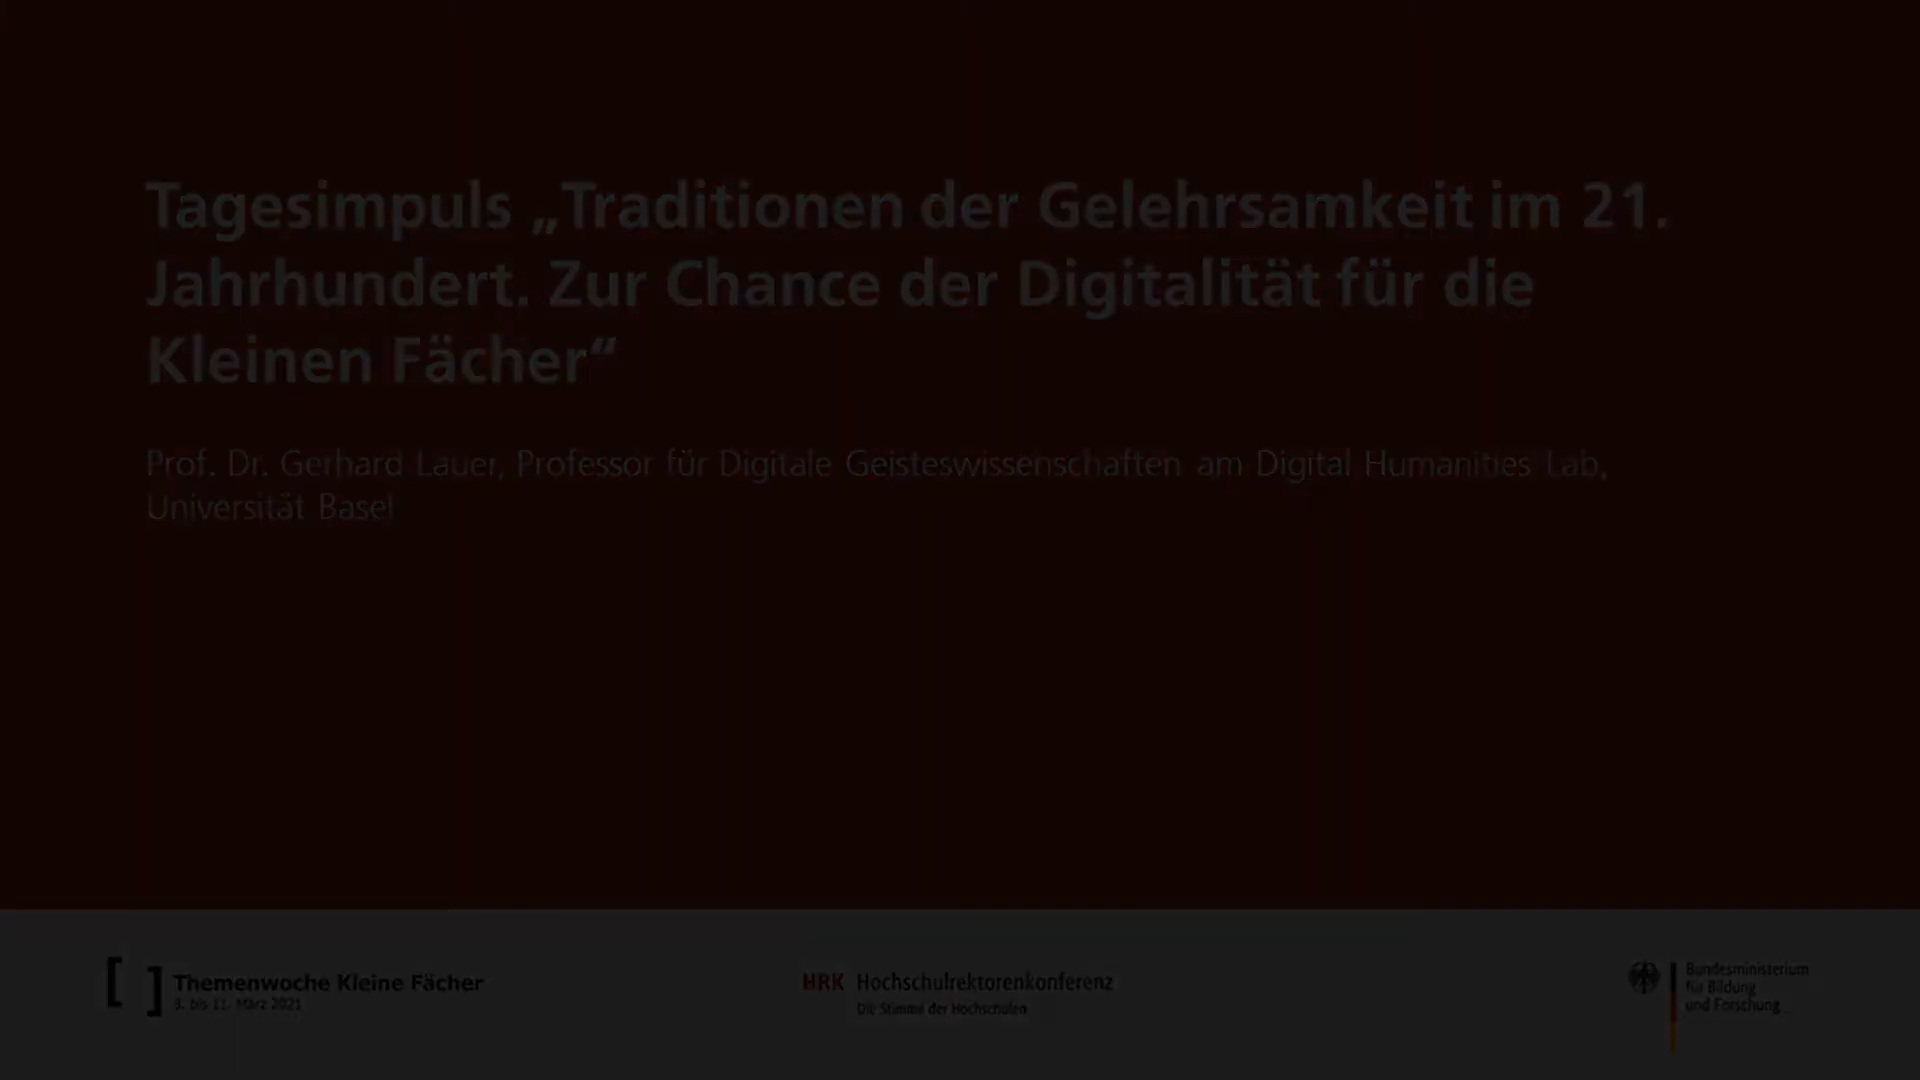 Tagesimpuls „Traditionen der Gelehrsamkeit im 21.
Jahrhundert. Zur Chance der Digitalität für die
Kleinen Fächer“
Prof. Dr. Gerhard Lauer, Professor für Digitale Geisteswissenschaften am Digital Humanities Lab,
Universität Basel
[ ] Themenwoche Kleine Fächer
8. bis 11. März 2021
HRK Hochschulrektorenkonferenz
Die Stimme der Hochschulen
Bundesministerium
für Bildung
und Forschung